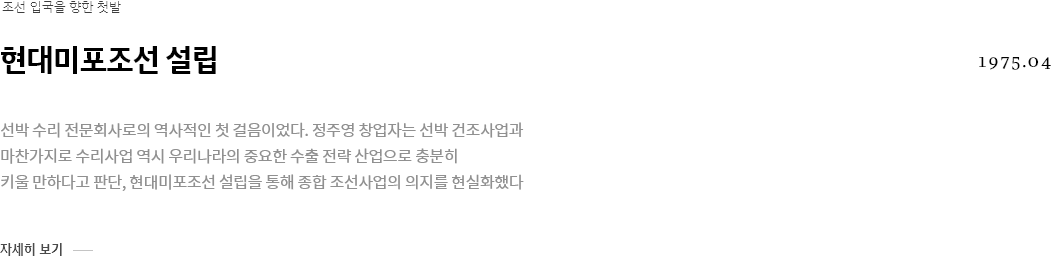 조선 입국을 향한 첫발
현대미포조선 설립
1975.04
선박 수리 전문회사로의 역사적인 첫 걸음이었다. 정주영 창업자는 선박 건조사업과
마찬가지로 수리사업 역시 우리나라의 중요한 수출 전략 산업으로 충분히
키울 만하다고 판단, 현대미포조선 설립을 통해 종합 조선사업의 의지를 현실화했다
자세히 보기